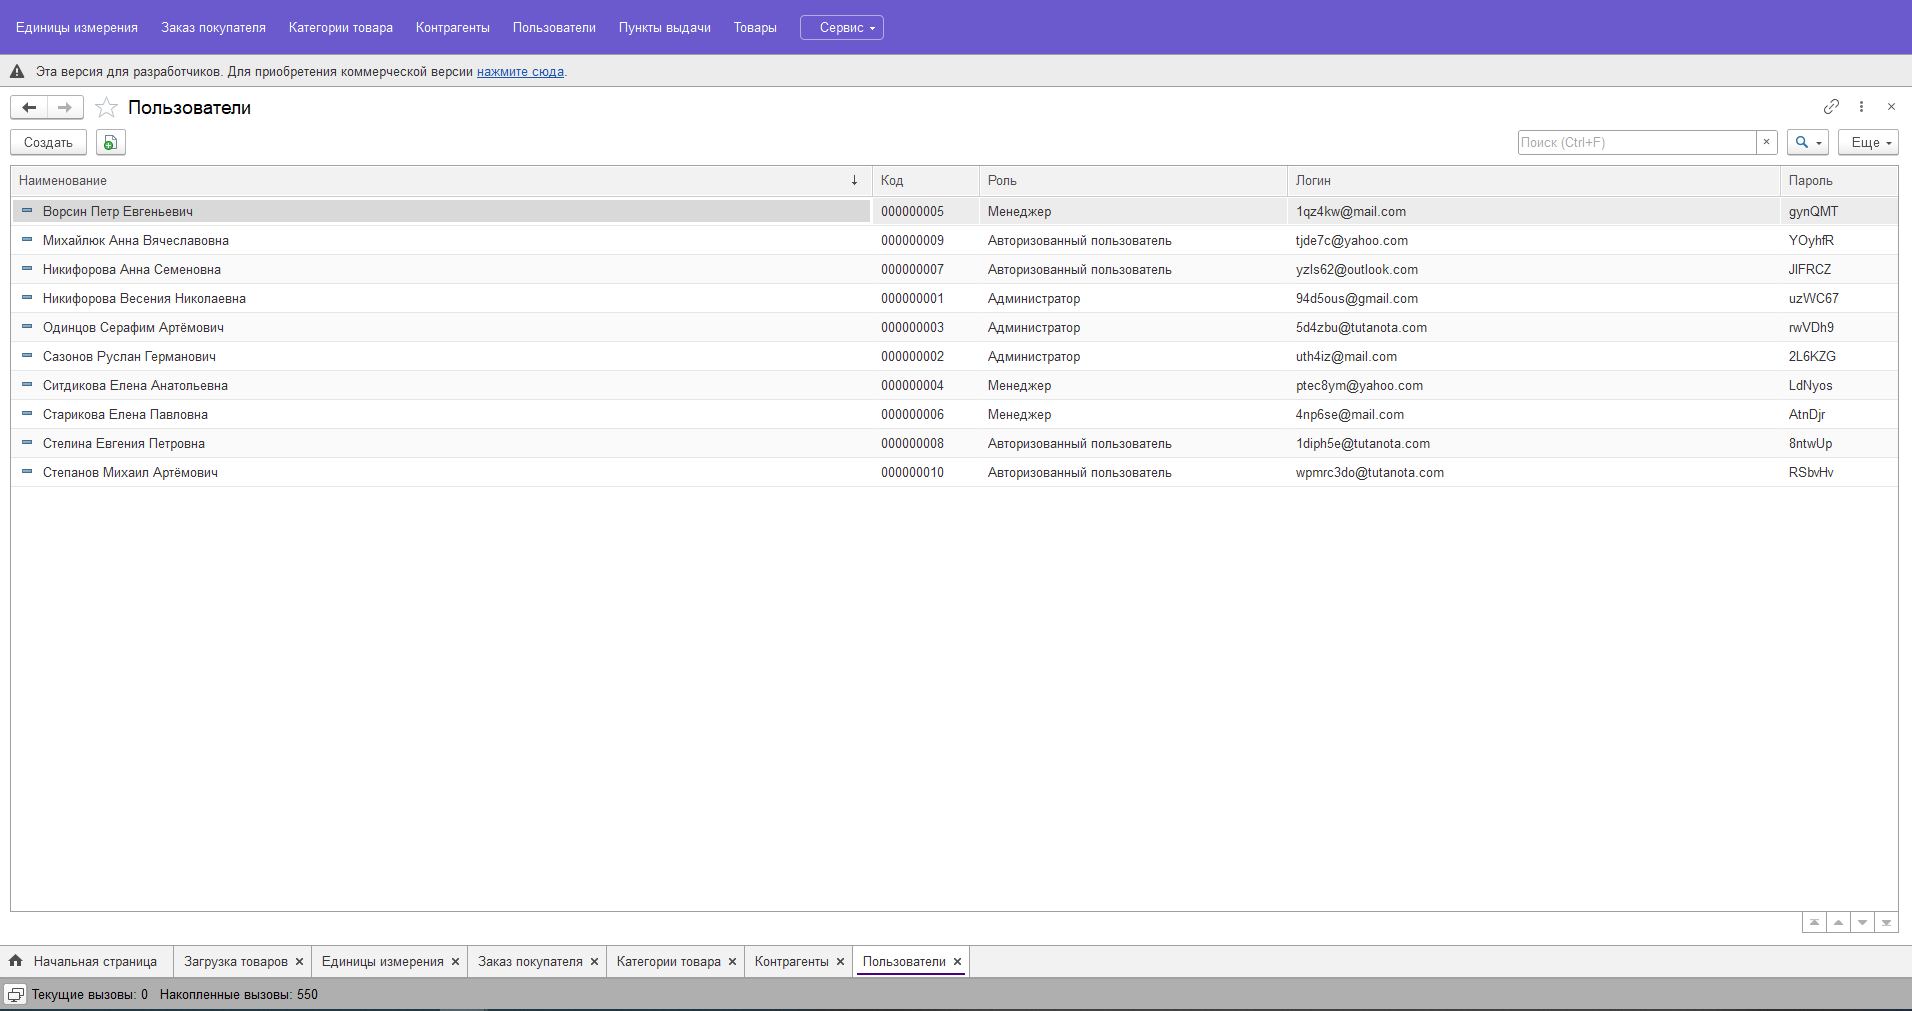 Единицы измерения Заказ покупателя Категории товара Контрагенты Пользователи Пункты выдачи Товары Сервис
Эта версия для разработчиков. Для приобретения коммерческой версии нажмите сюда.
Пользователи
Создать Поиск (Ctrl+F) Еще
Наименование Код Роль Логин Пароль
Ворсин Петр Евгеньевич 000000005 Менеджер 1qz4kw@mail.com gynQMT
Михайлюк Анна Вячеславовна 000000009 Авторизованный пользователь tjde7c@yahoo.com YOyhfR
Никифорова Анна Семеновна 000000007 Авторизованный пользователь yzls62@outlook.com JlFRCZ
Никифорова Весения Николаевна 000000001 Администратор 94d5ous@gmail.com uzWC67
Одинцов Серафим Артёмович 000000003 Администратор 5d4zbu@tutanota.com rwVDh9
Сазонов Руслан Германович 000000002 Администратор uth4iz@mail.com 2L6KZG
Ситдикова Елена Анатольевна 000000004 Менеджер ptec8ym@yahoo.com LdNyos
Старикова Елена Павловна 000000006 Менеджер 4np6se@mail.com AtnDjr
Стелина Евгения Петровна 000000008 Авторизованный пользователь 1diph5e@tutanota.com 8ntwUp
Степанов Михаил Артёмович 000000010 Авторизованный пользователь wpmrc3do@tutanota.com RSbvHv
Начальная страница Загрузка товаров Единицы измерения Заказ покупателя Категории товара Контрагенты Пользователи
Текущие вызовы: 0 Накопленные вызовы: 550